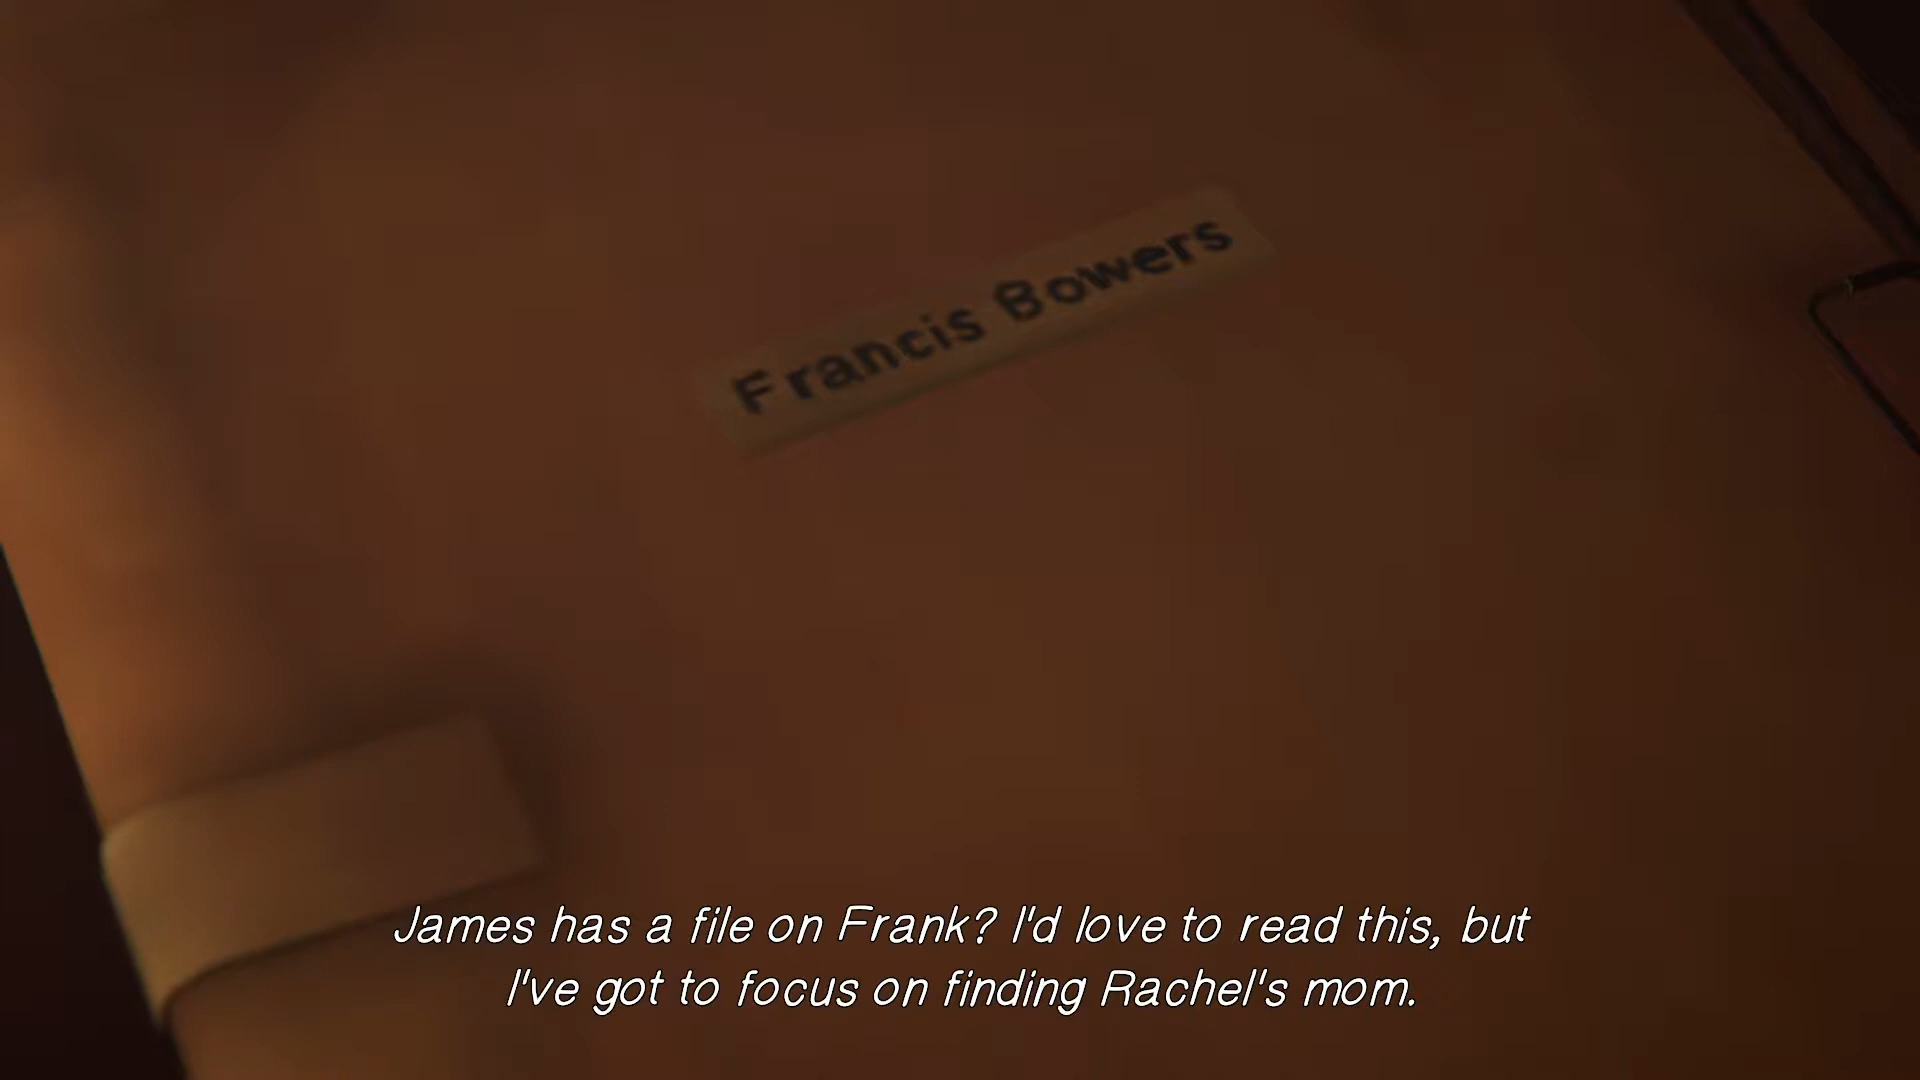 Francis Bowers
James has a file on Frank? I'd love to read this, but
I've got to focus on finding Rachel's mom.